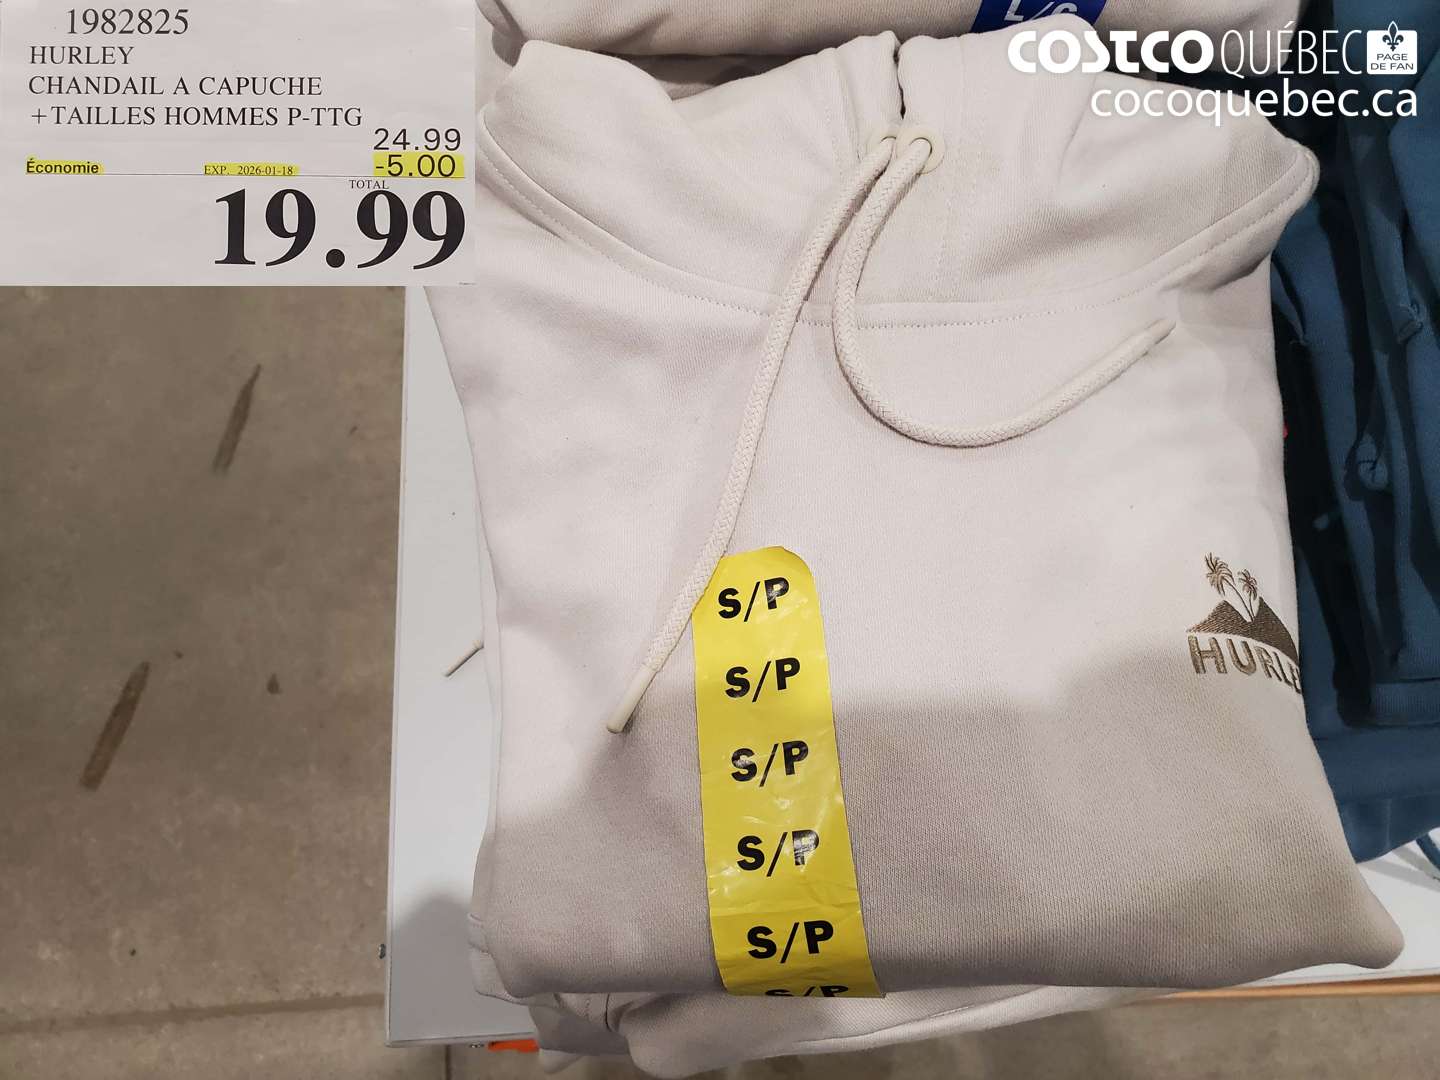 1982825
HURLEY
CHANDAIL A CAPUCHE
+TAILLES HOMMES P-TTG
24.99
Économie EXP. 2026-01-18 -5.00
TOTAL
19.99
L/G
COSTCO QUÉBEC PAGE DE FAN
cocoquebec.ca
S/P
S/P
S/P
S/P
S/P
S/P
HURLEY